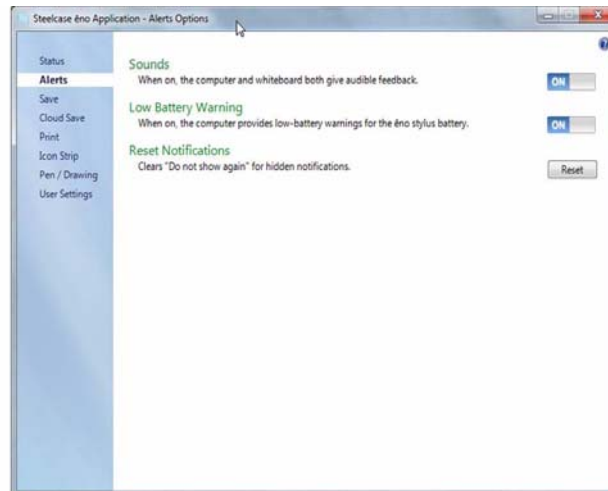 Steelcase ēno Application - Alerts Options
Status
Alerts
Save
Cloud Save
Print
Icon Strip
Pen / Drawing
User Settings
Sounds
When on, the computer and whiteboard both give audible feedback.
ON
Low Battery Warning
When on, the computer provides low-battery warnings for the ēno stylus battery.
ON
Reset Notifications
Clears "Do not show again" for hidden notifications.
Reset